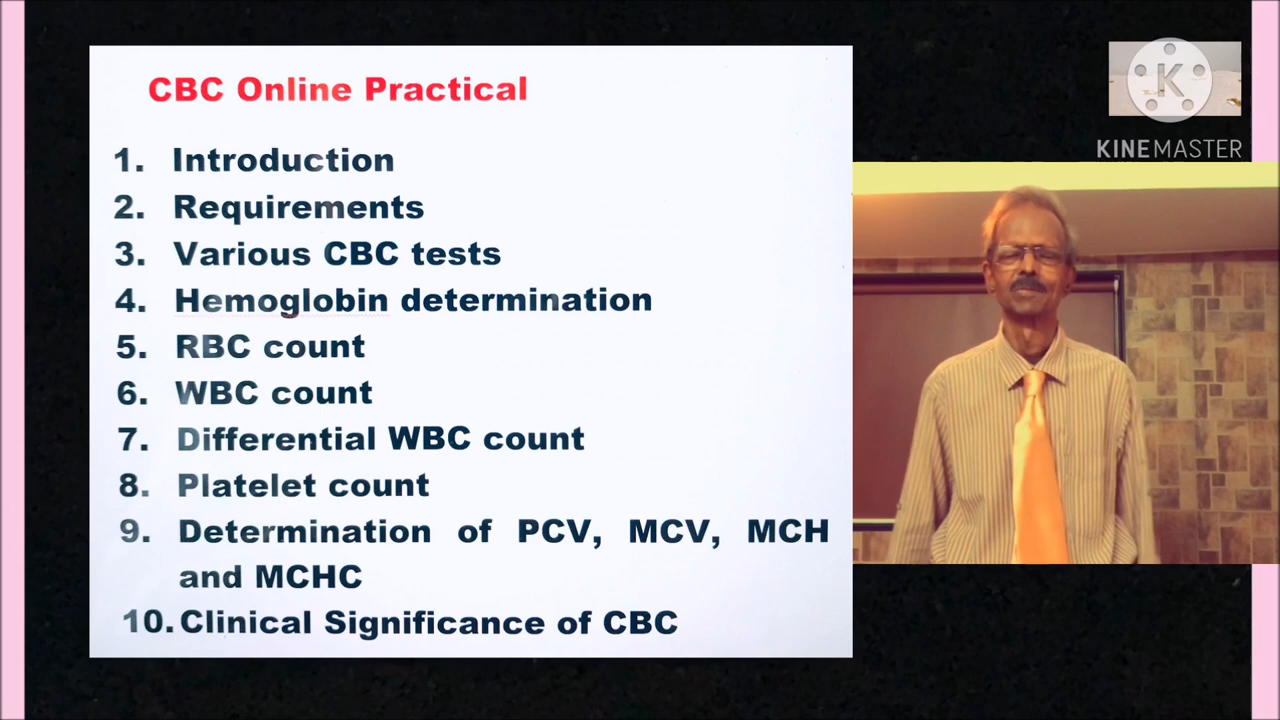 CBC Online Practical
1. Introduction
2. Requirements
3. Various CBC tests
4. Hemoglobin determination
5. RBC count
6. WBC count
7. Differential WBC count
8. Platelet count
9. Determination of PCV, MCV, MCH
and MCHC
10. Clinical Significance of CBC
K
KINEMASTER